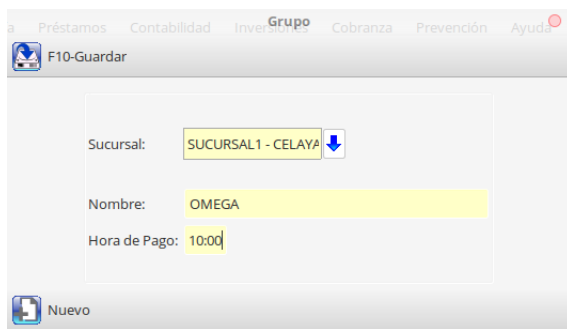 Grupo
a Préstamos Contabilidad Inversiones Cobranza Prevención Ayuda
F10-Guardar
Sucursal: SUCURSAL1 - CELAYA
Nombre: OMEGA
Hora de Pago: 10:00
Nuevo